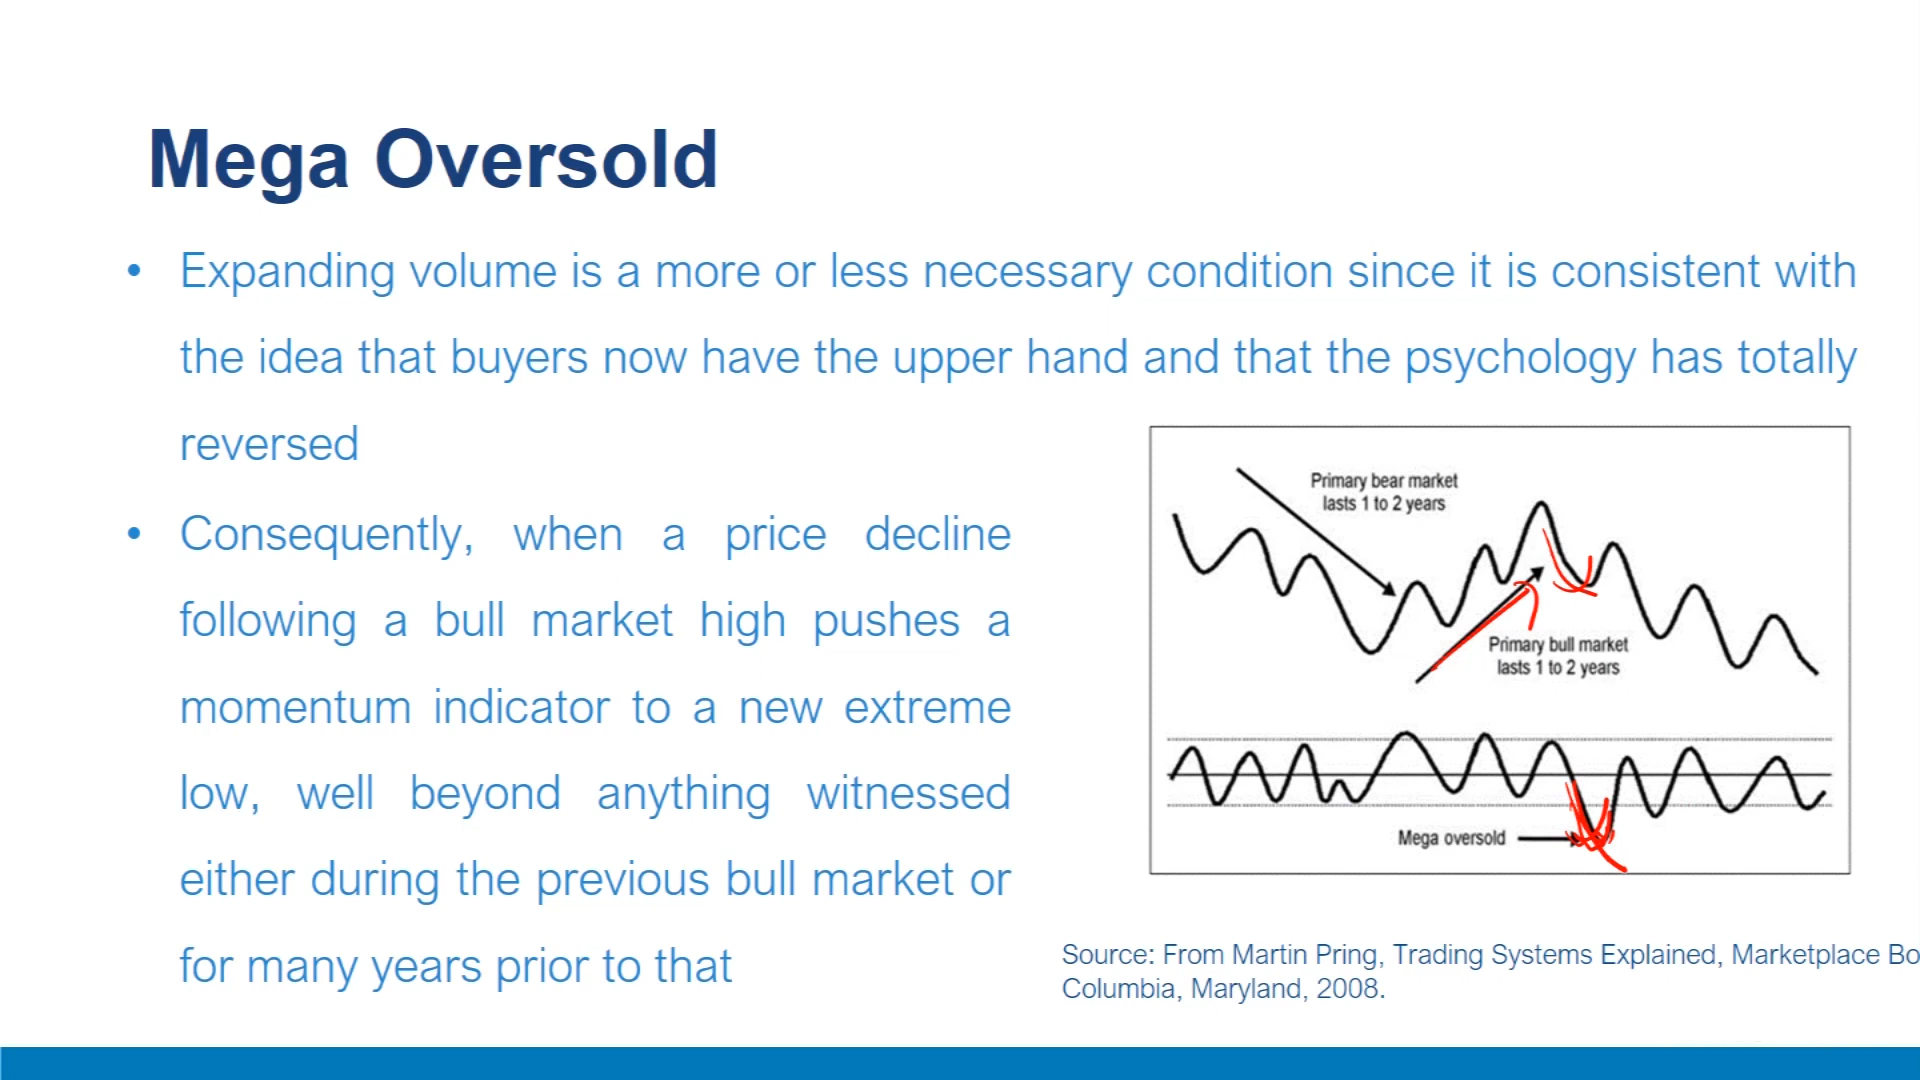 Mega Oversold
• Expanding volume is a more or less necessary condition since it is consistent with
the idea that buyers now have the upper hand and that the psychology has totally
reversed
• Consequently, when a price decline
following a bull market high pushes a
momentum indicator to a new extreme
low, well beyond anything witnessed
either during the previous bull market or
for many years prior to that
Primary bear market
lasts 1 to 2 years
Primary bull market
lasts 1 to 2 years
Mega oversold
Source: From Martin Pring, Trading Systems Explained, Marketplace Bo
Columbia, Maryland, 2008.